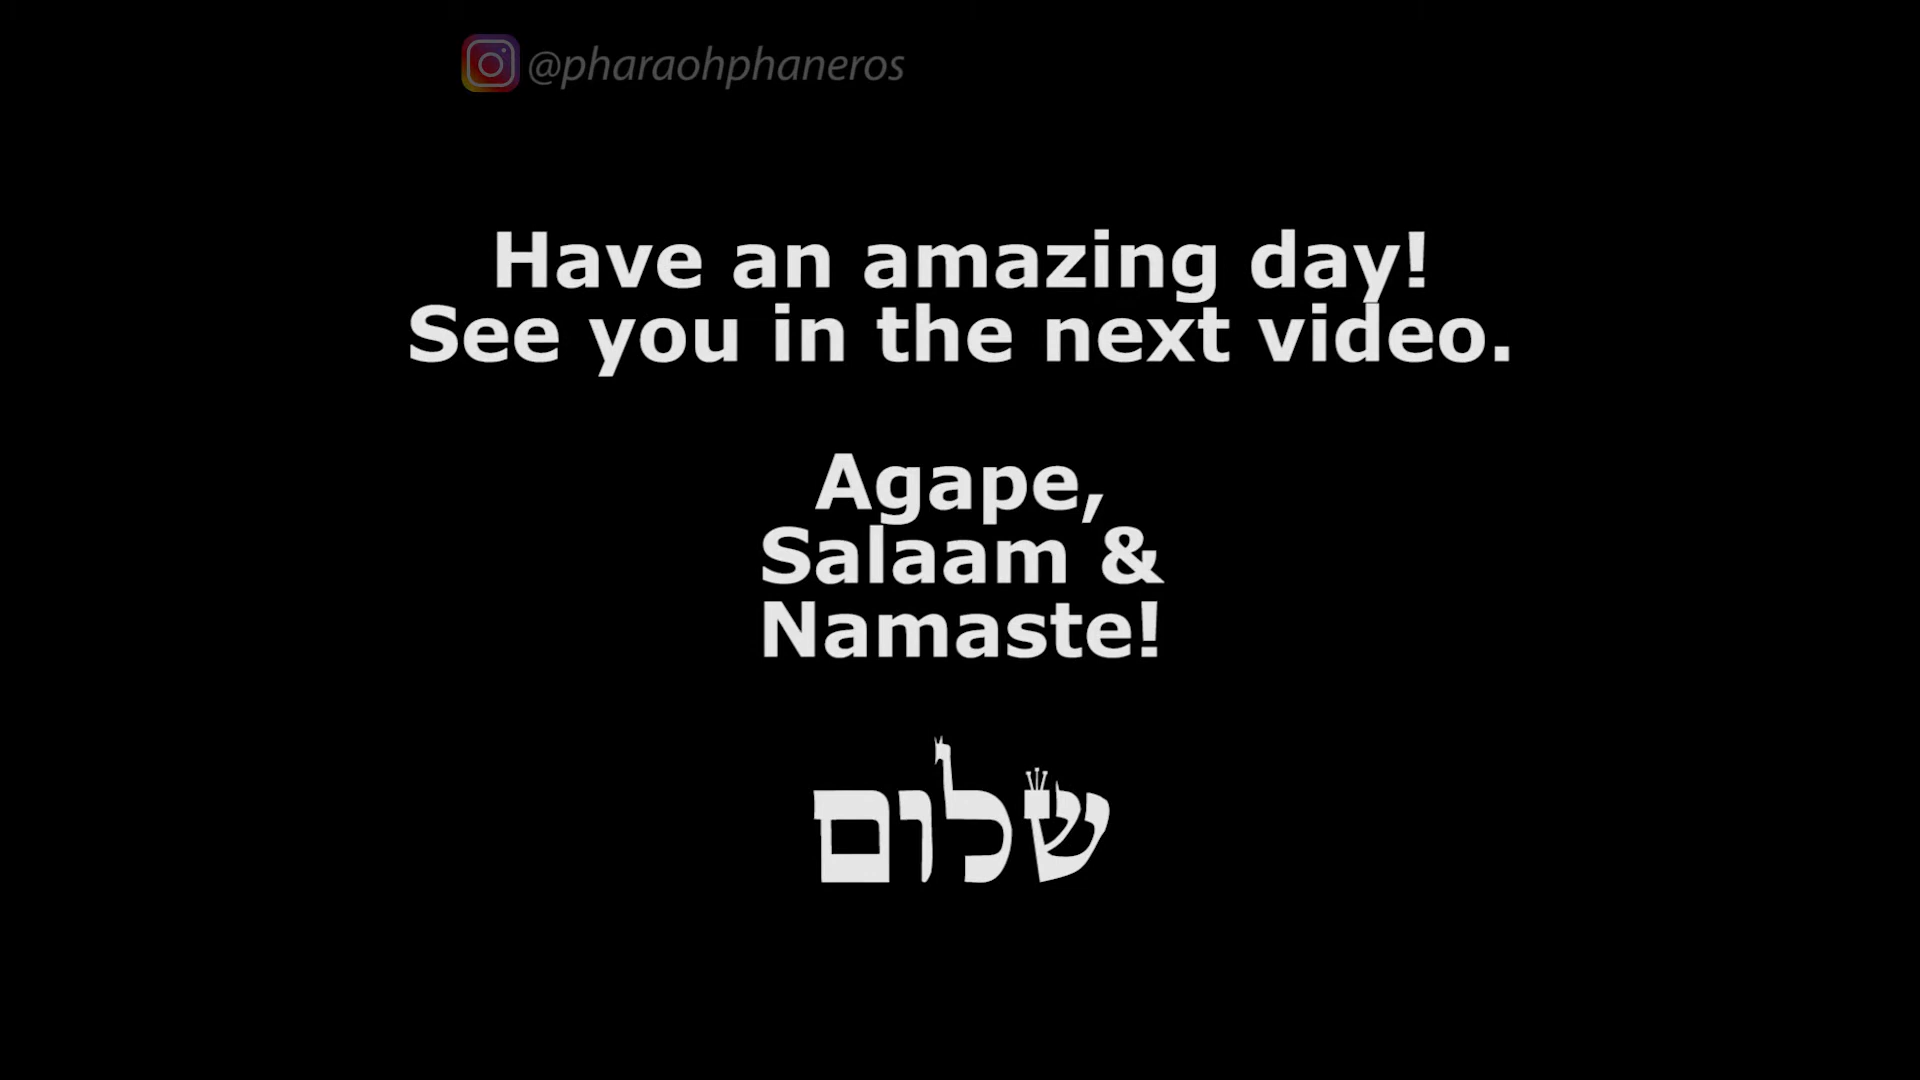 @pharaohphaneros
Have an amazing day!
See you in the next video.
Agape,
Salaam &
Namaste!
שלום